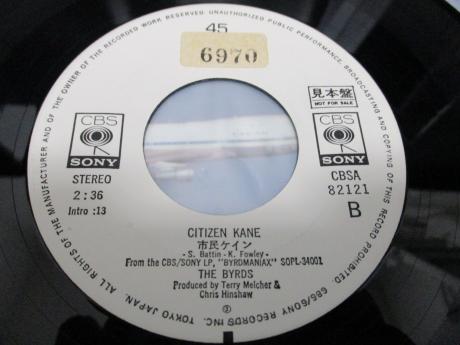 ALL RIGHTS OF THE MANUFACTURER AND OF THE OWNER OF THE RECORDED WORK RESERVED. UNAUTHORIZED PUBLIC PERFORMANCE, BROADCASTING AND COPYING OF THIS RECORD PROHIBITED.
45
6970
見本盤
NOT FOR SALE
CBS
SONY
STEREO
2:36
Intro :13
CBS
SONY
CBSA
82121
B
CITIZEN KANE
市民ケイン
- S. Battin - K. Fowley -
From the CBS/SONY LP, "BYRDMANIAX" SOPL-34001
THE BYRDS
Produced by Terry Melcher &
Chris Hinshaw
CBS/SONY RECORDS INC. TOKYO JAPAN.